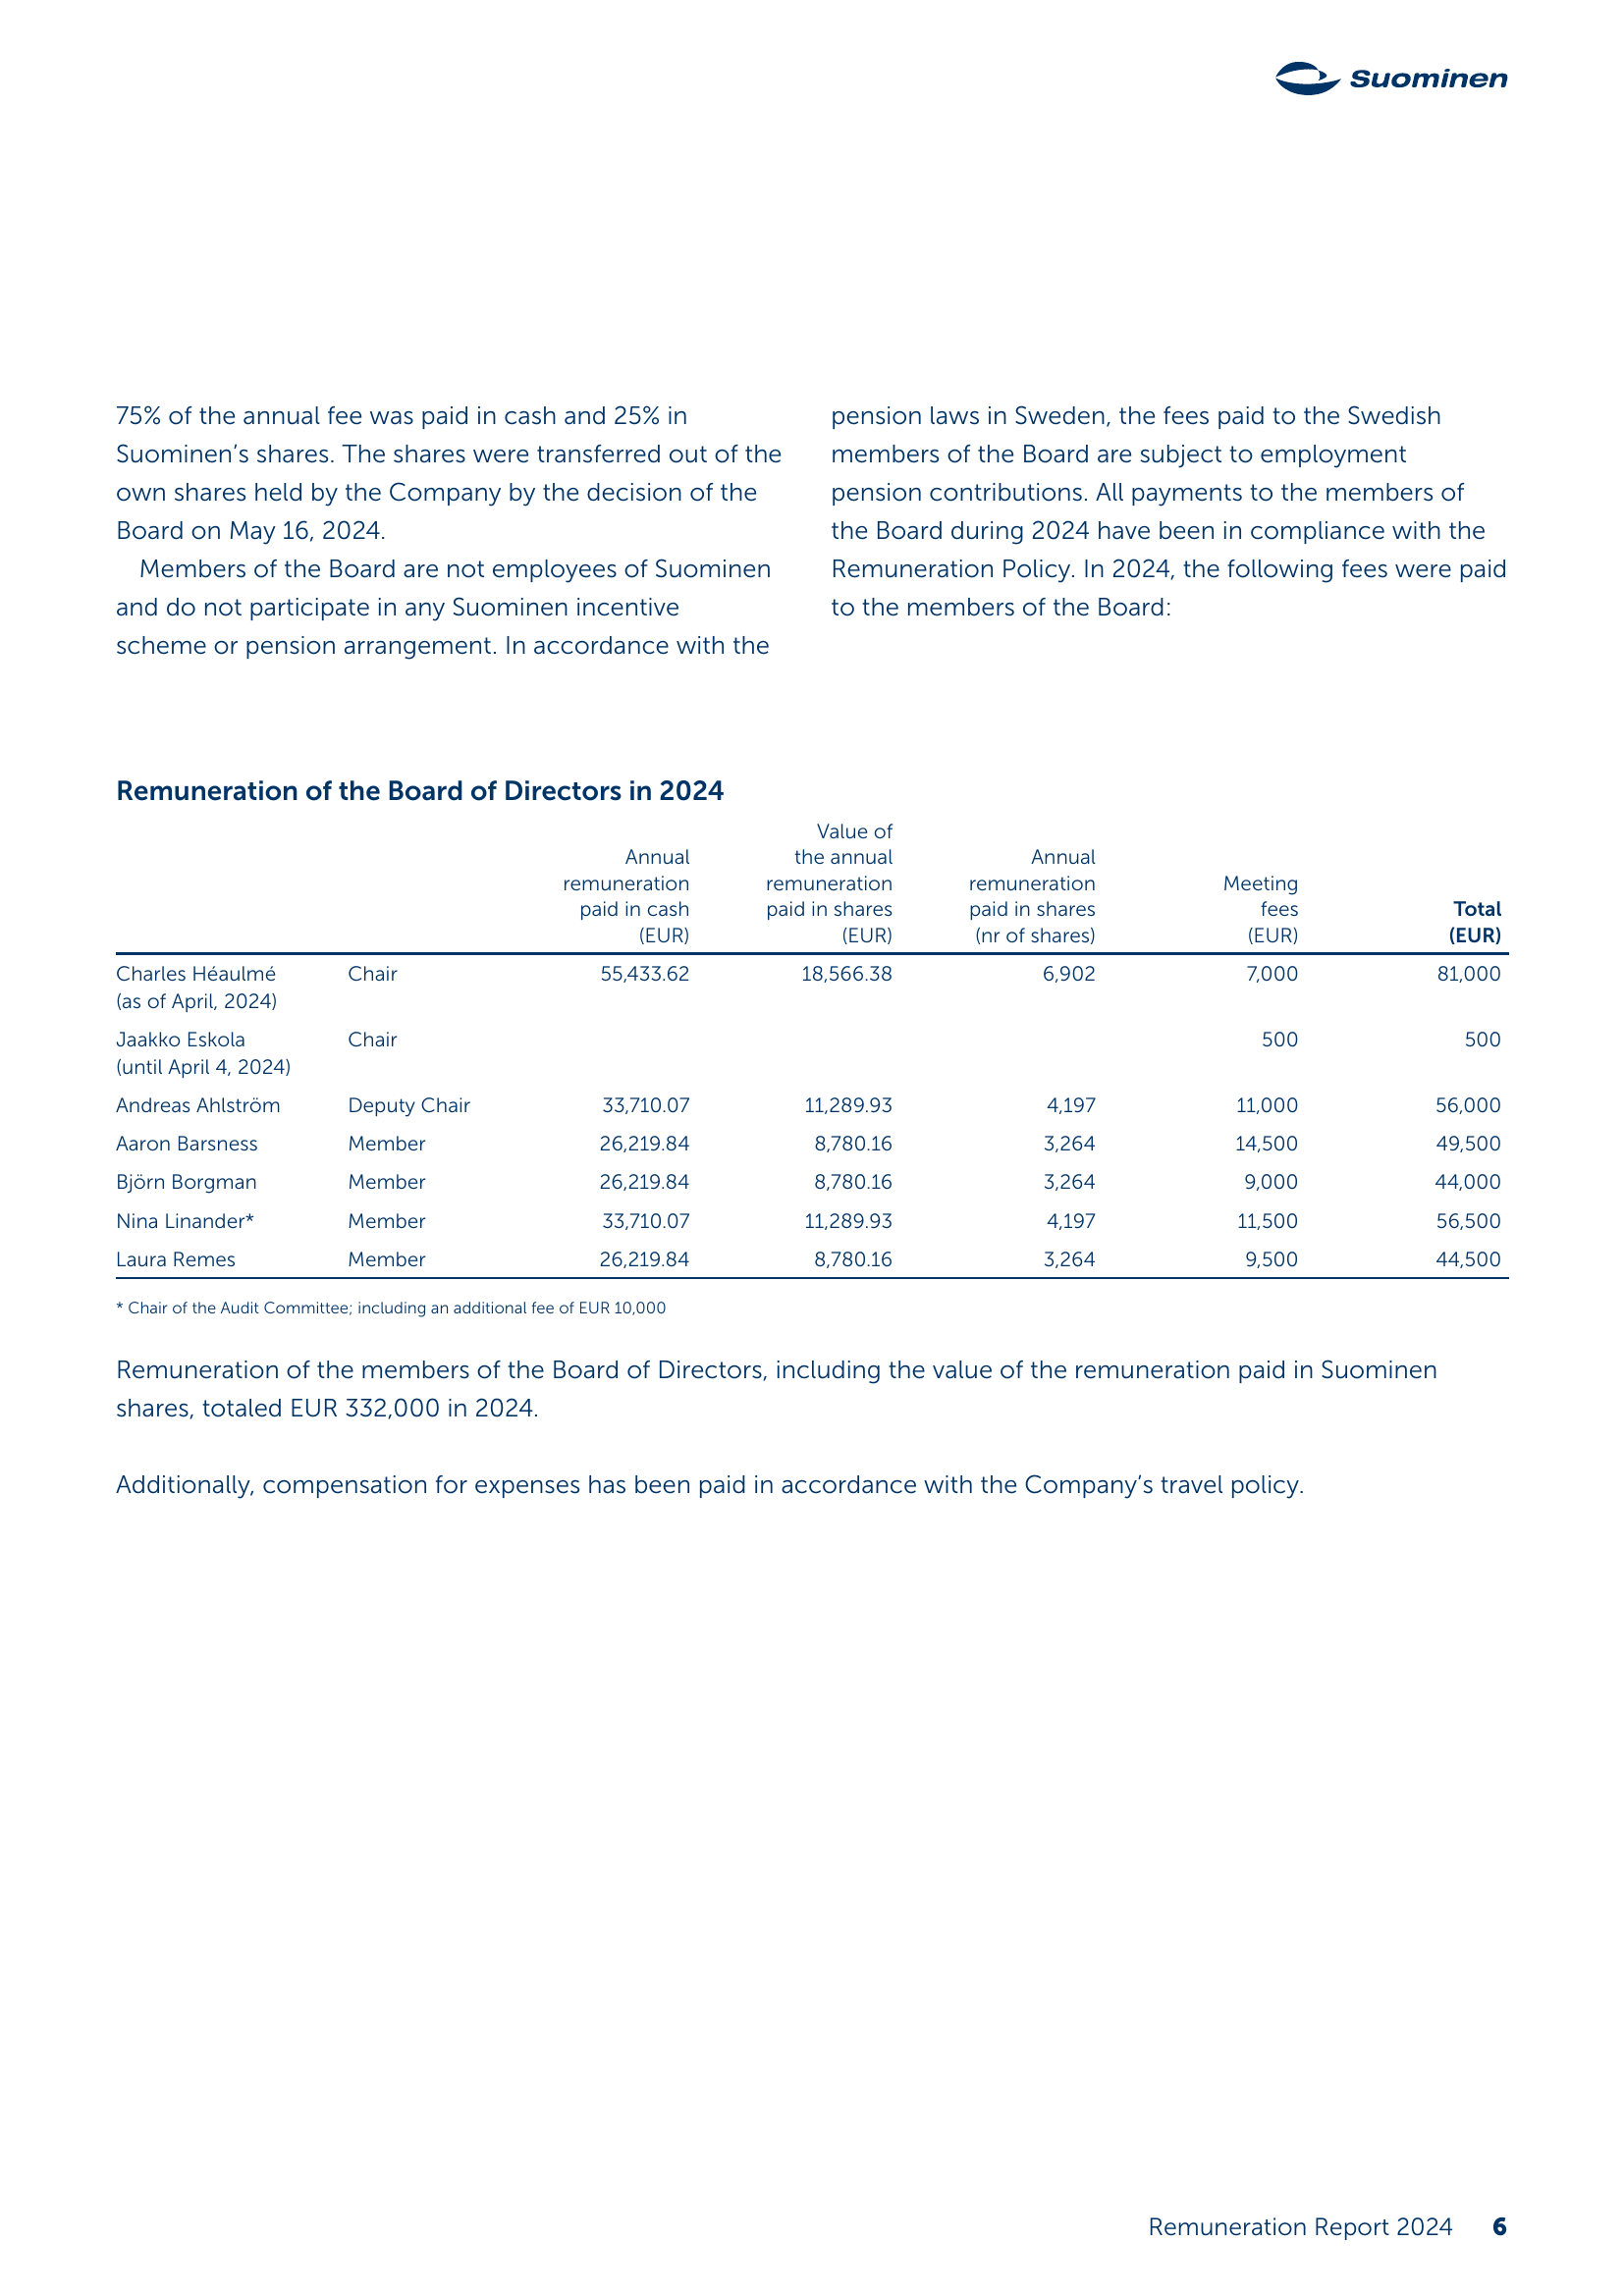 Suominen
75% of the annual fee was paid in cash and 25% in
Suominen’s shares. The shares were transferred out of the
own shares held by the Company by the decision of the
Board on May 16, 2024.
Members of the Board are not employees of Suominen
and do not participate in any Suominen incentive
scheme or pension arrangement. In accordance with the
pension laws in Sweden, the fees paid to the Swedish
members of the Board are subject to employment
pension contributions. All payments to the members of
the Board during 2024 have been in compliance with the
Remuneration Policy. In 2024, the following fees were paid
to the members of the Board:
Remuneration of the Board of Directors in 2024
Annual
remuneration
paid in cash
(EUR)
Value of
the annual
remuneration
paid in shares
(EUR)
Annual
remuneration
paid in shares
(nr of shares)
Meeting
fees
(EUR)
Total
(EUR)
Charles Héaulmé Chair 55,433.62 18,566.38 6,902 7,000 81,000
(as of April, 2024)
Jaakko Eskola Chair 500 500
(until April 4, 2024)
Andreas Ahlström Deputy Chair 33,710.07 11,289.93 4,197 11,000 56,000
Aaron Barsness Member 26,219.84 8,780.16 3,264 14,500 49,500
Björn Borgman Member 26,219.84 8,780.16 3,264 9,000 44,000
Nina Linander* Member 33,710.07 11,289.93 4,197 11,500 56,500
Laura Remes Member 26,219.84 8,780.16 3,264 9,500 44,500
* Chair of the Audit Committee; including an additional fee of EUR 10,000
Remuneration of the members of the Board of Directors, including the value of the remuneration paid in Suominen
shares, totaled EUR 332,000 in 2024.
Additionally, compensation for expenses has been paid in accordance with the Company’s travel policy.
Remuneration Report 2024 6